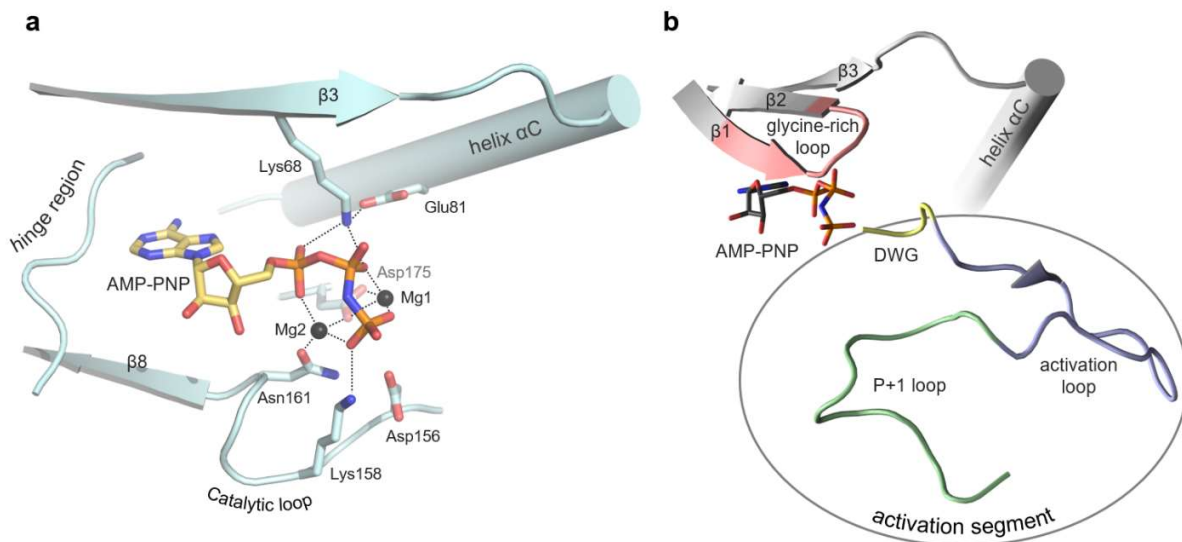 a
β3
Lys68
helix αC
Glu81
hinge region
AMP-PNP
Asp175
Mg1
Mg2
β8
Asn161
Asp156
Lys158
Catalytic loop
b
β3
β2
β1
glycine-rich
loop
helix αC
AMP-PNP
DWG
P+1 loop
activation
loop
activation segment